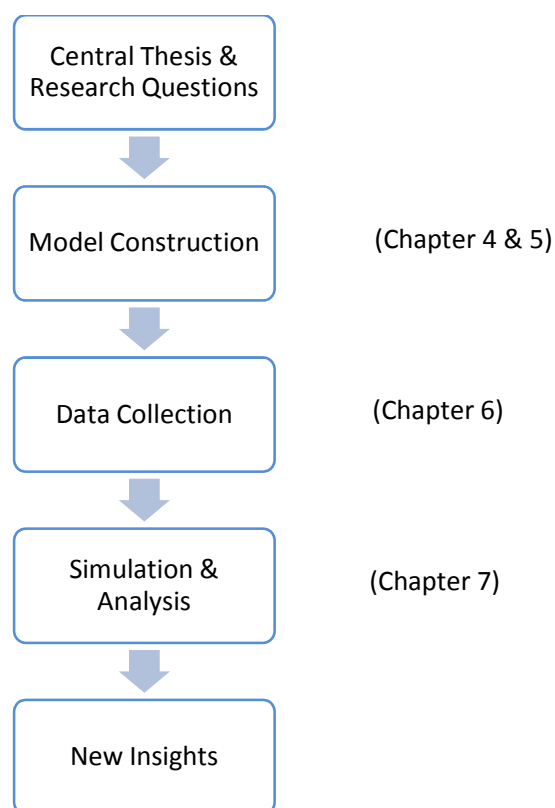 Central Thesis &
Research Questions
Model Construction
(Chapter 4 & 5)
Data Collection
(Chapter 6)
Simulation &
Analysis
(Chapter 7)
New Insights